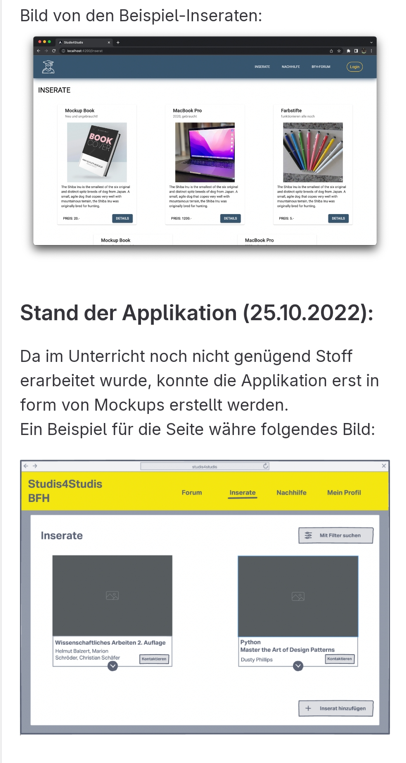 Bild von den Beispiel-Inseraten:
Studis4Studis
localhost:4200/inserat
INSERATE NACHHILFE BFH-FORUM Login
INSERATE
Mockup Book
MacBook Pro
Farbstifte
BOOK
COVER
The Shiba Inu is the smallest of the six original
and distinct spitz breeds of dog from Japan. A
small, agile dog that copes very well with
mountainous terrain, the Shiba Inu was
originally bred for hunting.
The Shiba Inu is the smallest of the six original
and distinct spitz breeds of dog from Japan. A
small, agile dog that copes very well with
mountainous terrain, the Shiba Inu was
originally bred for hunting.
The Shiba Inu is the smallest of the six original
and distinct spitz breeds of dog from Japan. A
small, agile dog that copes very well with
mountainous terrain, the Shiba Inu was
originally bred for hunting.
PREIS: 20.- DETAILS
PREIS: 1200.- DETAILS
PREIS: 5.- DETAILS
Mockup Book
MacBook Pro
Stand der Applikation (25.10.2022):
Da im Unterricht noch nicht genügend Stoff
erarbeitet wurde, konnte die Applikation erst in
form von Mockups erstellt werden.
Ein Beispiel für die Seite währe folgendes Bild:
studis4studis
Studis4Studis
BFH
Forum Inserate Nachhilfe Mein Profil
Inserate
Mit Filter suchen
Wissenschaftliches Arbeiten 2. Auflage
Helmut Balzert, Marion
Schröder, Christian Schäfer
Kontaktieren
Python
Master the Art of Design Patterns
Dusty Phillips
Kontaktieren
Inserat hinzufügen